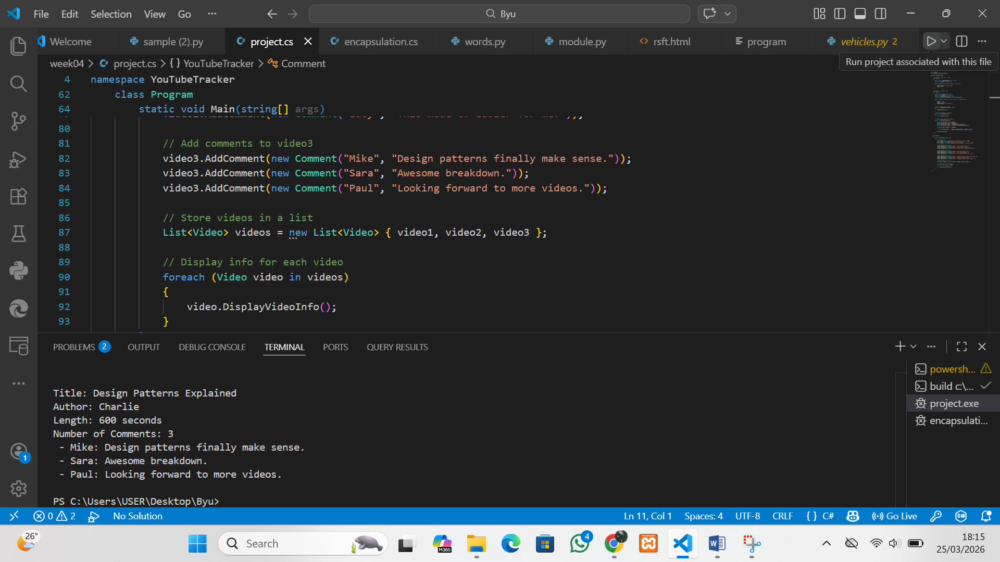 File Edit Selection View Go ··· Byu
Welcome sample (2).py project.cs encapsulation.cs words.py module.py rsft.html program vehicles.py 2
Run project associated with this file
week04 > project.cs > { } YouTubeTracker > Comment
4 namespace YouTubeTracker
62 class Program
64 static void Main(string[] args)
80
81 // Add comments to video3
82 video3.AddComment(new Comment("Mike", "Design patterns finally make sense."));
83 video3.AddComment(new Comment("Sara", "Awesome breakdown."));
84 video3.AddComment(new Comment("Paul", "Looking forward to more videos."));
85
86 // Store videos in a list
87 List<Video> videos = new List<Video> { video1, video2, video3 };
88
89 // Display info for each video
90 foreach (Video video in videos)
91 {
92 video.DisplayVideoInfo();
93 }
PROBLEMS 2 OUTPUT DEBUG CONSOLE TERMINAL PORTS QUERY RESULTS
powersh...
build c:\...
project.exe
encapsulati...
Title: Design Patterns Explained
Author: Charlie
Length: 600 seconds
Number of Comments: 3
- Mike: Design patterns finally make sense.
- Sara: Awesome breakdown.
- Paul: Looking forward to more videos.
PS C:\Users\USER\Desktop\Byu>
1
0 2 No Solution Ln 11, Col 1 Spaces: 4 UTF-8 CRLF { } C# Go Live
26° Search M365 4 18:15
25/03/2026